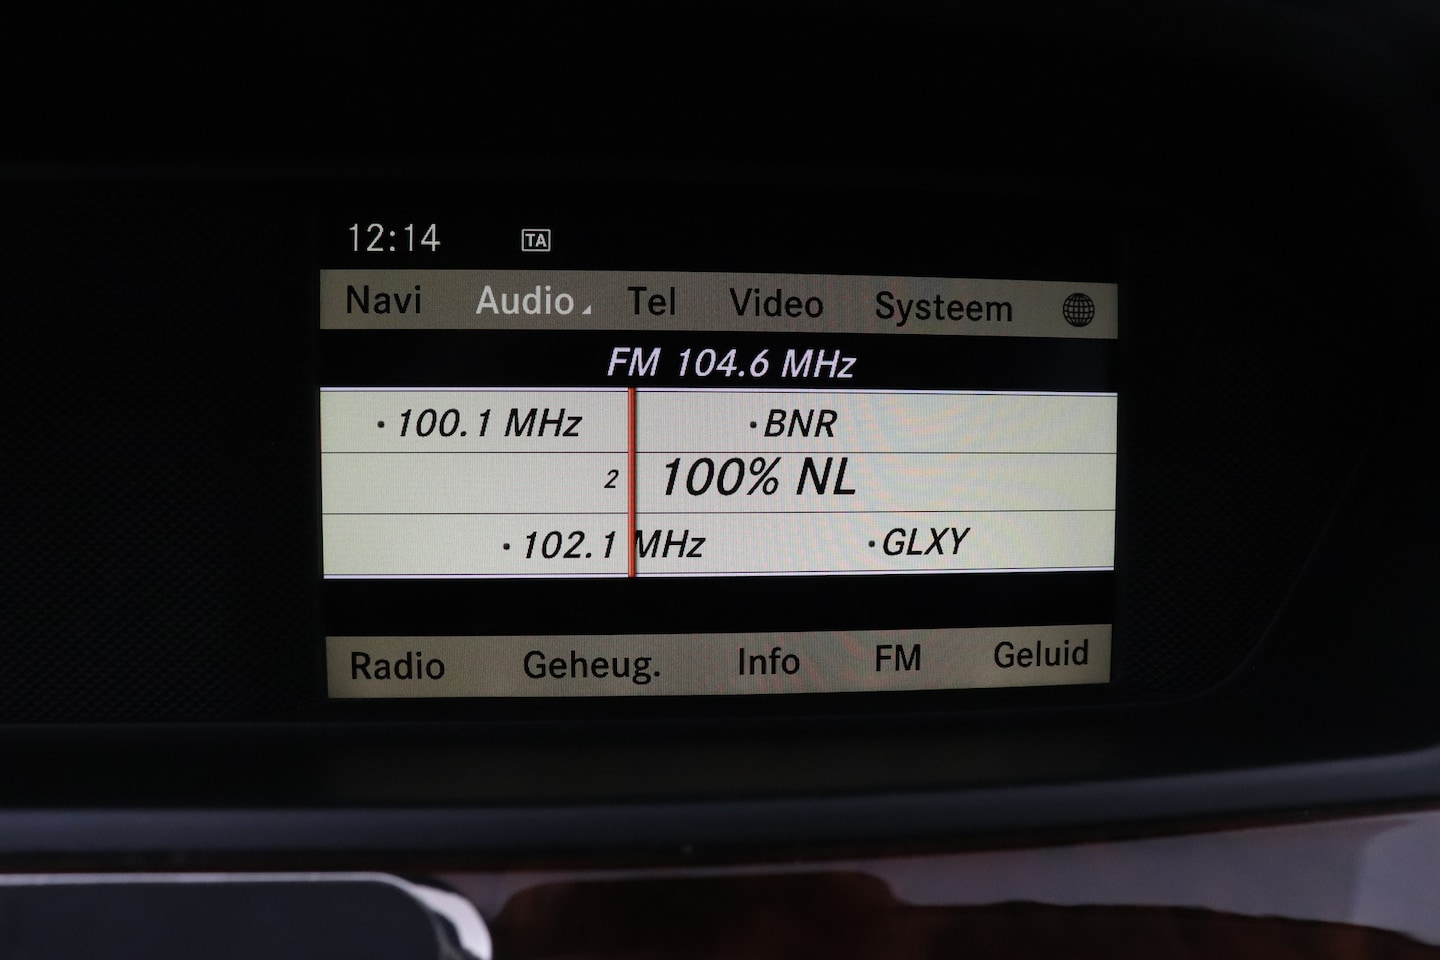 12:14 TA
Navi Audio Tel Video Systeem
FM 104.6 MHz
· 100.1 MHz · BNR
2 100% NL
· 102.1 MHz · GLXY
Radio Geheug. Info FM Geluid